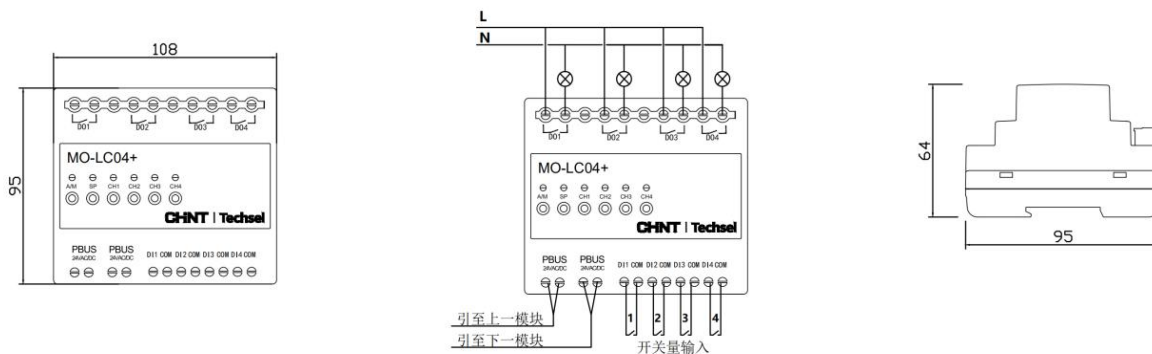 108
95
DO1 DO2 DO3 DO4
MO-LC04+
A/M SP CH1 CH2 CH3 CH4
CHNT | Techsel
PBUS PBUS
24VAC/DC 24VAC/DC
DI1 COM DI2 COM DI3 COM DI4 COM
L
N
DO1 DO2 DO3 DO4
MO-LC04+
A/M SP CH1 CH2 CH3 CH4
CHNT | Techsel
PBUS PBUS
24VAC/DC 24VAC/DC
DI1 COM DI2 COM DI3 COM DI4 COM
1 2 3 4
引至上一模块
引至下一模块
开关量输入
64
95